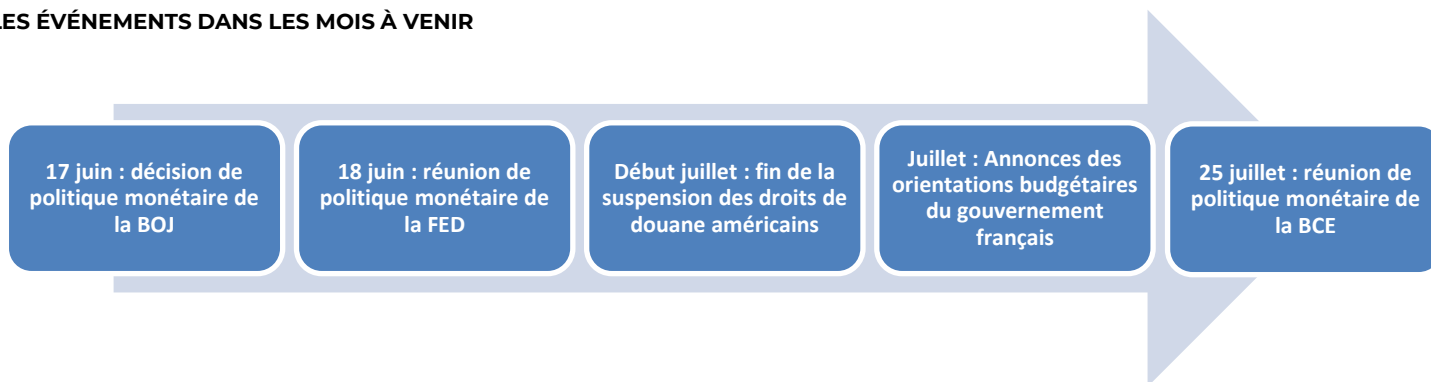 LES ÉVÉNEMENTS DANS LES MOIS À VENIR
17 juin : décision de
politique monétaire de
la BOJ
18 juin : réunion de
politique monétaire de
la FED
Début juillet : fin de la
suspension des droits de
douane américains
Juillet : Annonces des
orientations budgétaires
du gouvernement
français
25 juillet : réunion de
politique monétaire de
la BCE